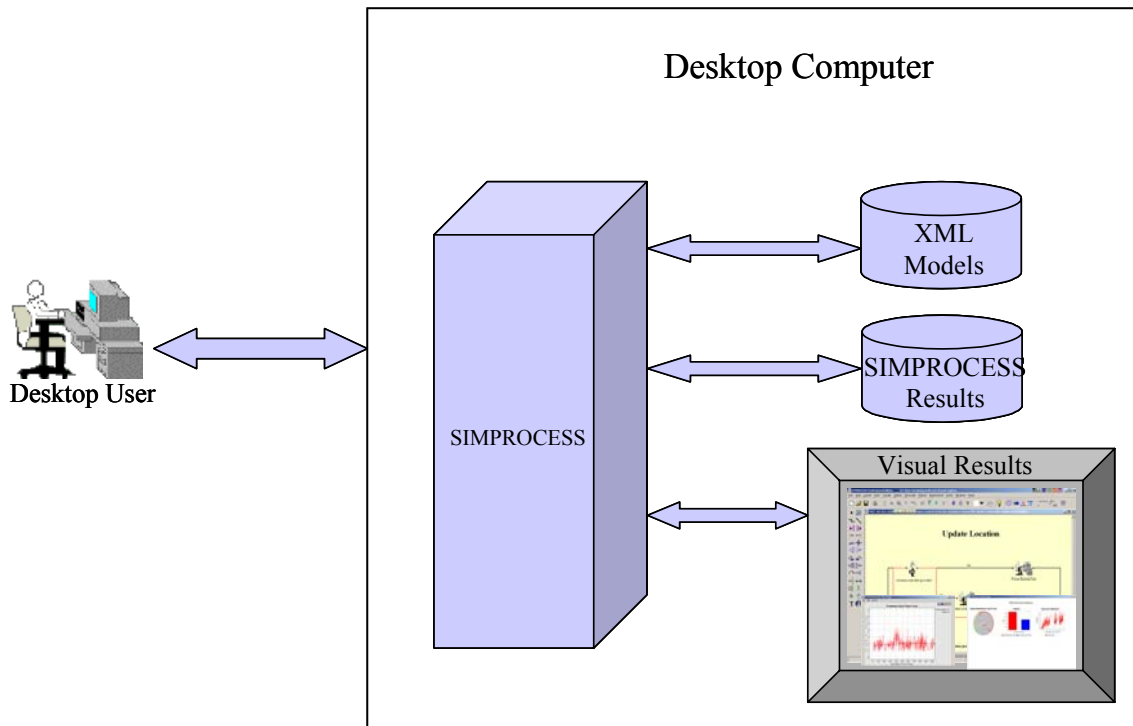 Desktop Computer
XML
Models
SIMPROCESS
Results
Desktop User
SIMPROCESS
Visual Results
Update Location